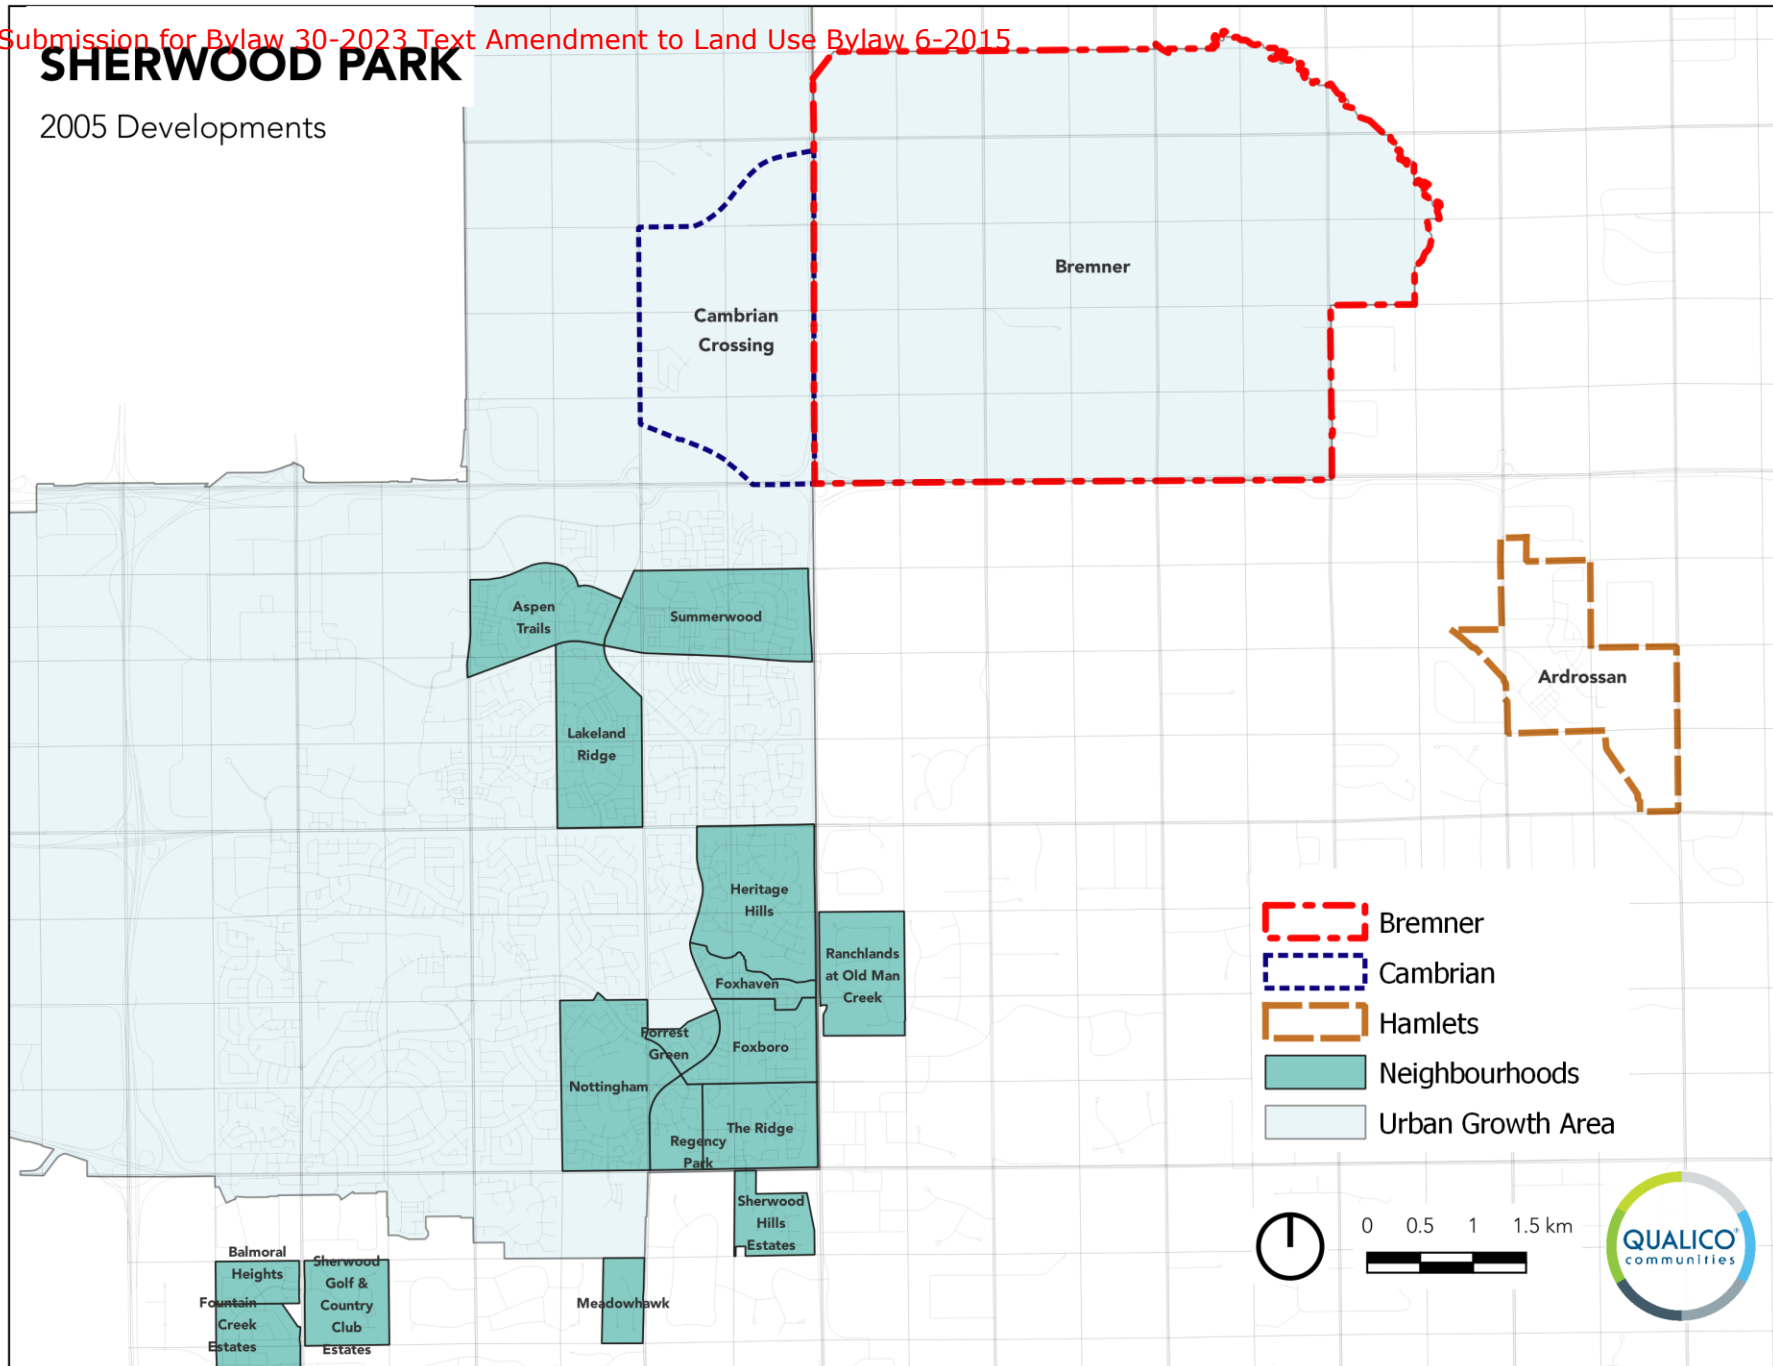 Submission for Bylaw 30-2023 Text Amendment to Land Use Bylaw 6-2015
SHERWOOD PARK
2005 Developments
Bremner
Cambrian
Crossing
Aspen
Trails
Summerwood
Ardrossan
Lakeland
Ridge
Heritage
Hills
Ranchlands
at Old Man
Creek
Foxhaven
Forrest
Green
Foxboro
Nottingham
The Ridge
Regency
Park
Sherwood
Hills
Estates
Balmoral
Heights
Sherwood
Golf &
Country
Club
Estates
Fountain
Creek
Estates
Meadowhawk
Bremner
Cambrian
Hamlets
Neighbourhoods
Urban Growth Area
0 0.5 1 1.5 km
QUALICO®
communities